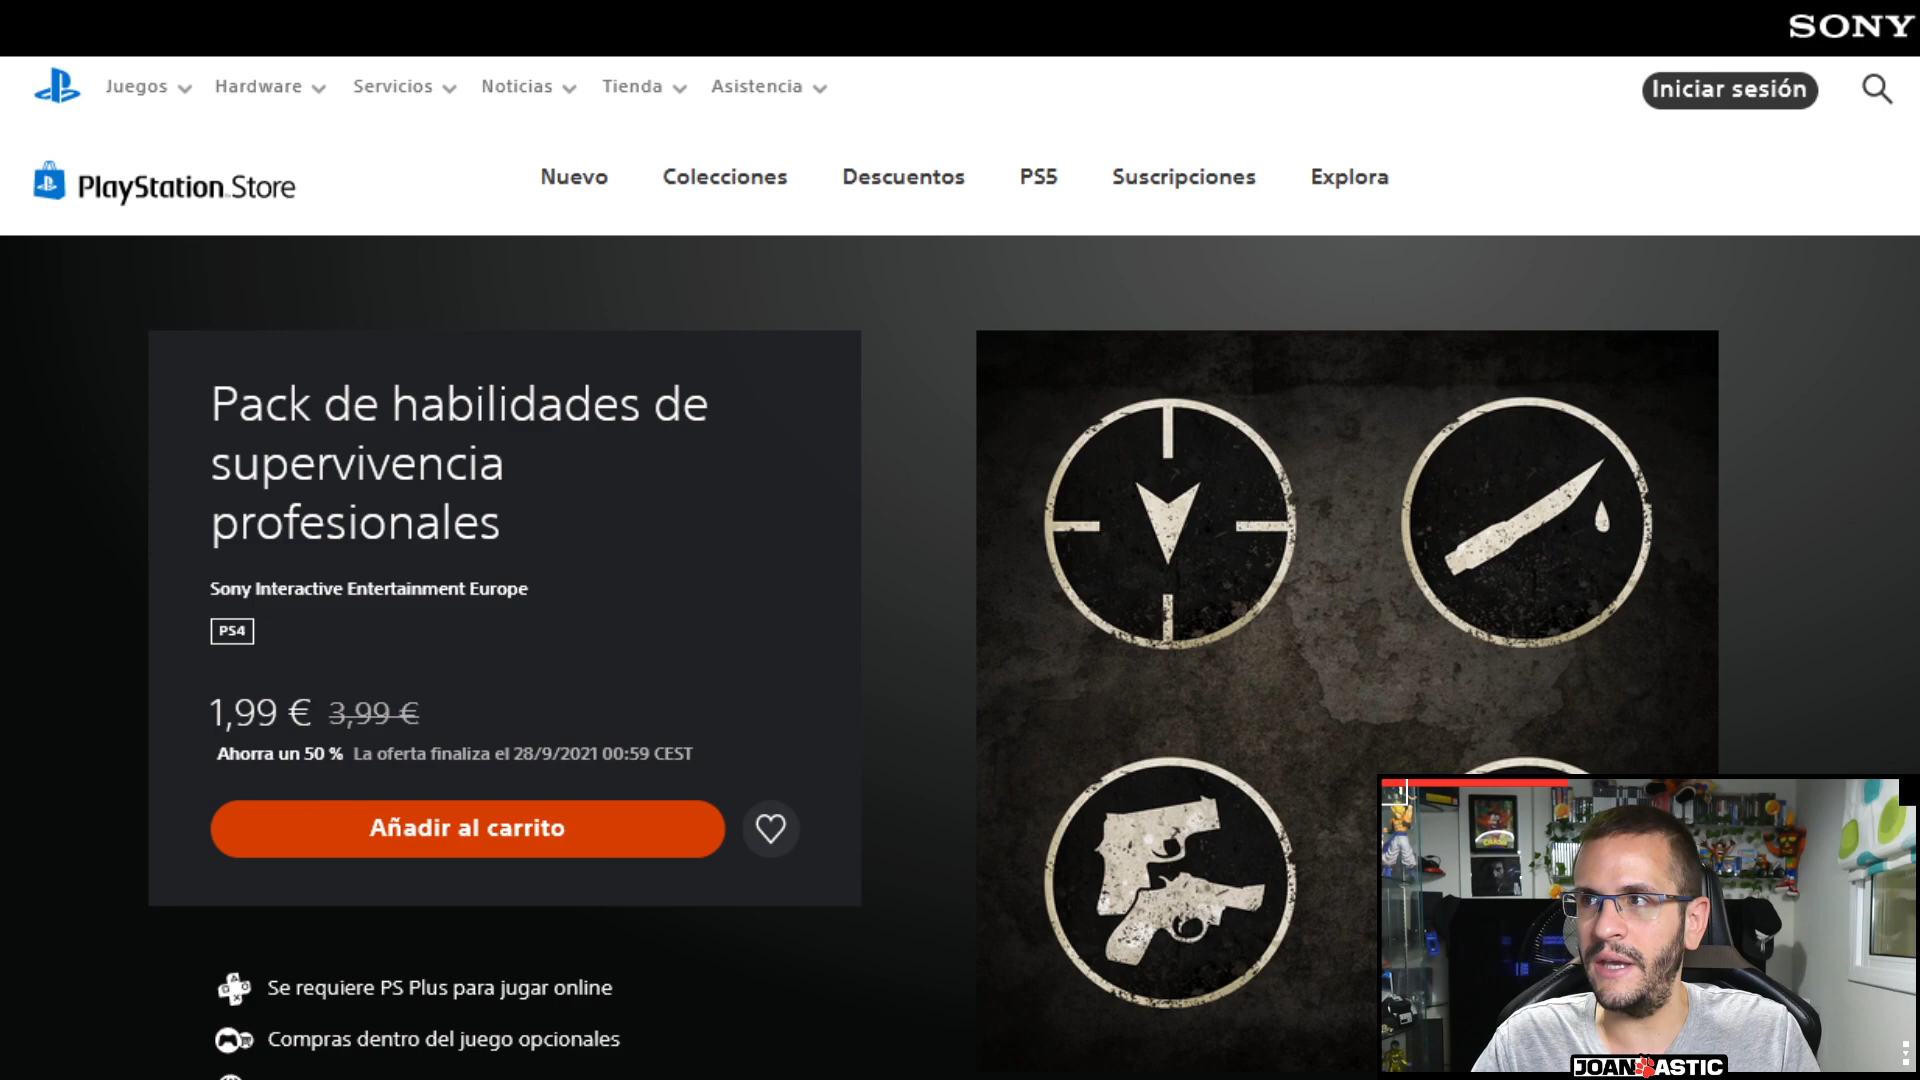 SONY
Juegos Hardware Servicios Noticias Tienda Asistencia
Iniciar sesión
PlayStation Store
Nuevo Colecciones Descuentos PS5 Suscripciones Explora
Pack de habilidades de
supervivencia
profesionales
Sony Interactive Entertainment Europe
PS4
1,99 € 3,99 €
Ahorra un 50 % La oferta finaliza el 28/9/2021 00:59 CEST
Añadir al carrito
Se requiere PS Plus para jugar online
Compras dentro del juego opcionales
JOANTASTIC